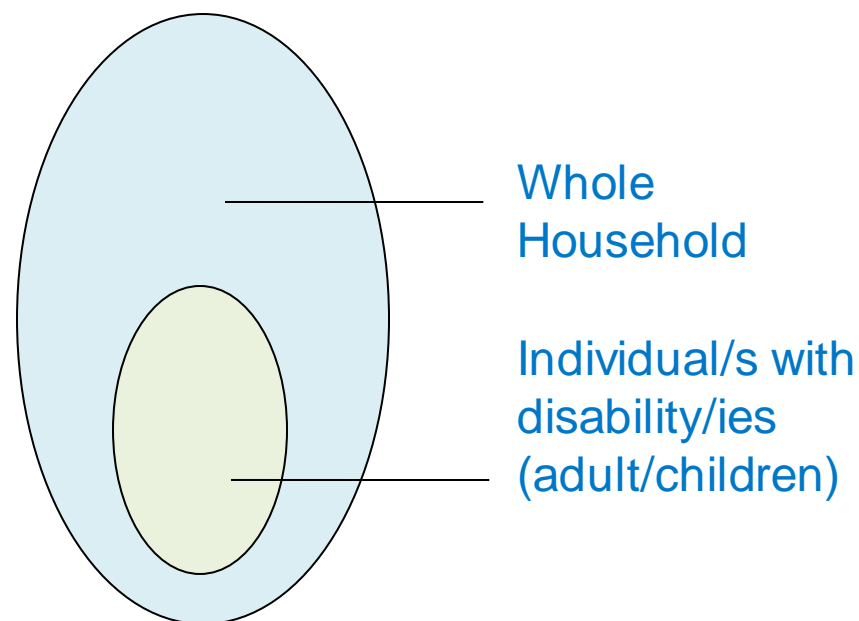 Whole
Household
Individual/s with
disability/ies
(adult/children)